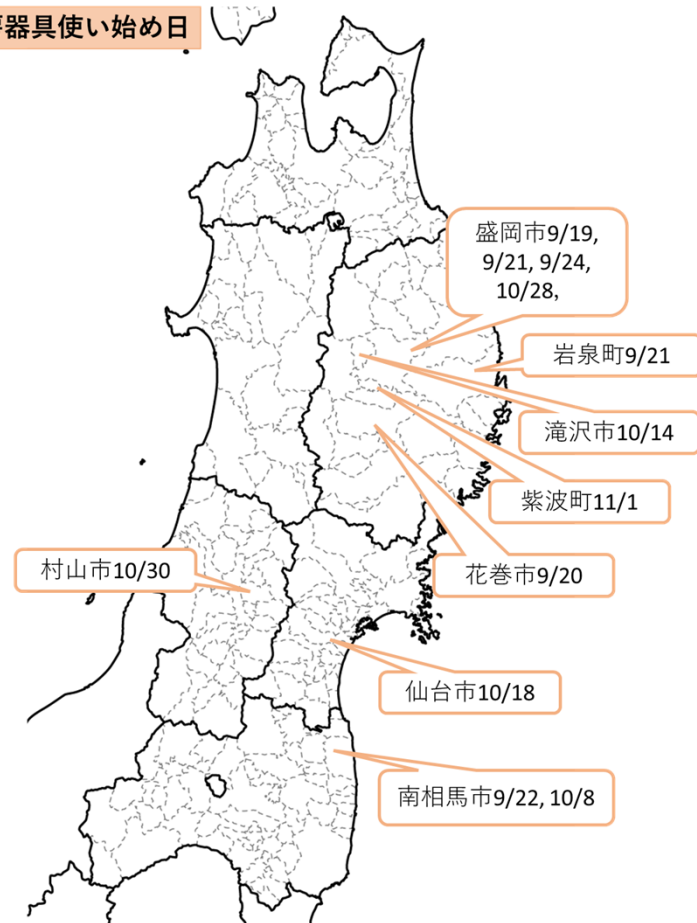 器具使い始め日
盛岡市9/19,
9/21, 9/24,
10/28,
岩泉町9/21
滝沢市10/14
紫波町11/1
村山市10/30
花巻市9/20
仙台市10/18
南相馬市9/22, 10/8